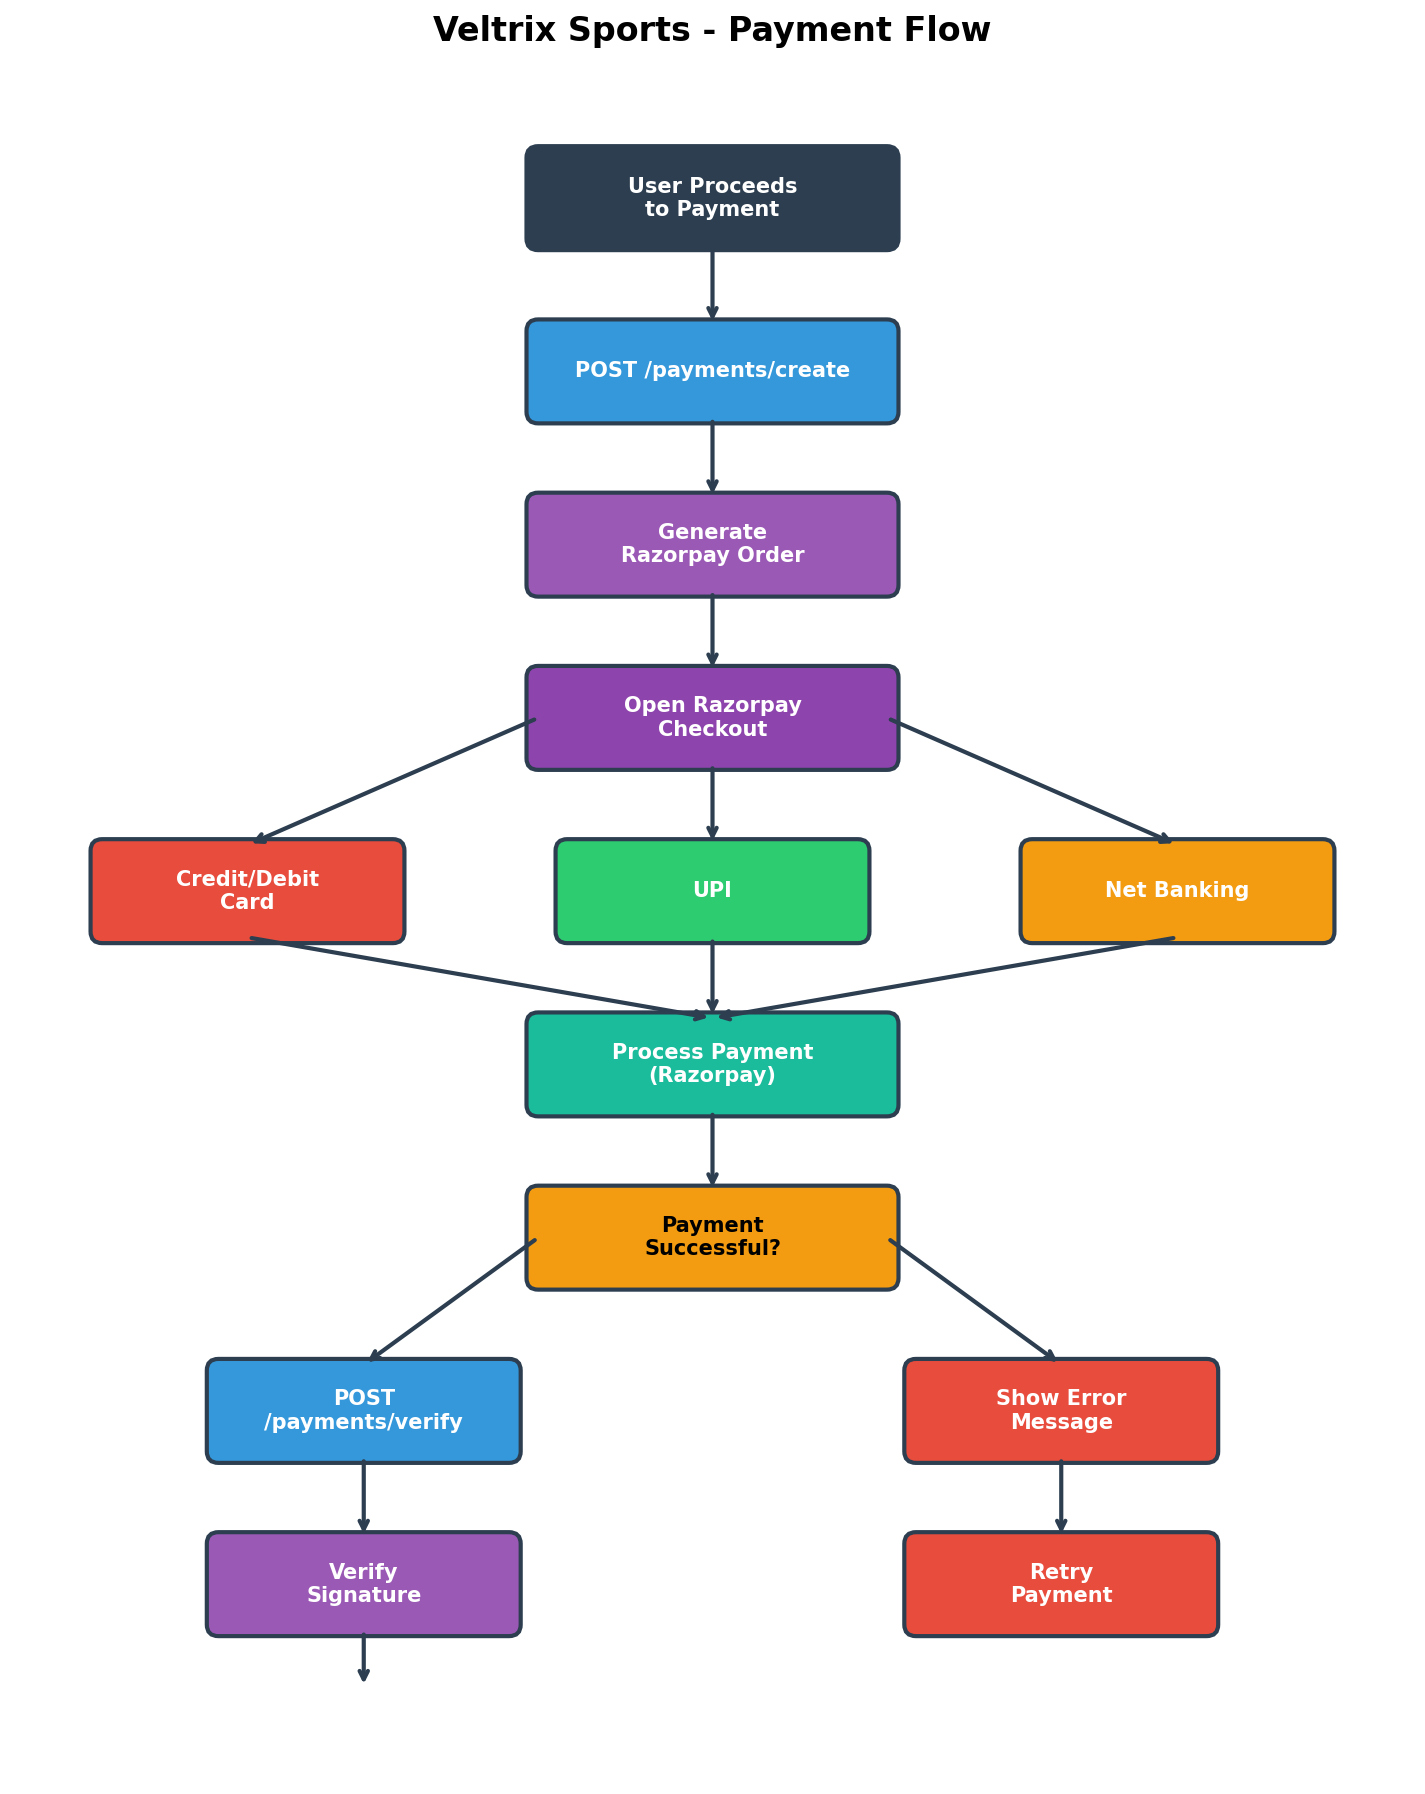 Veltrix Sports - Payment Flow
User Proceeds
to Payment
POST /payments/create
Generate
Razorpay Order
Open Razorpay
Checkout
Credit/Debit
Card
UPI
Net Banking
Process Payment
(Razorpay)
Payment
Successful?
POST
/payments/verify
Show Error
Message
Verify
Signature
Retry
Payment